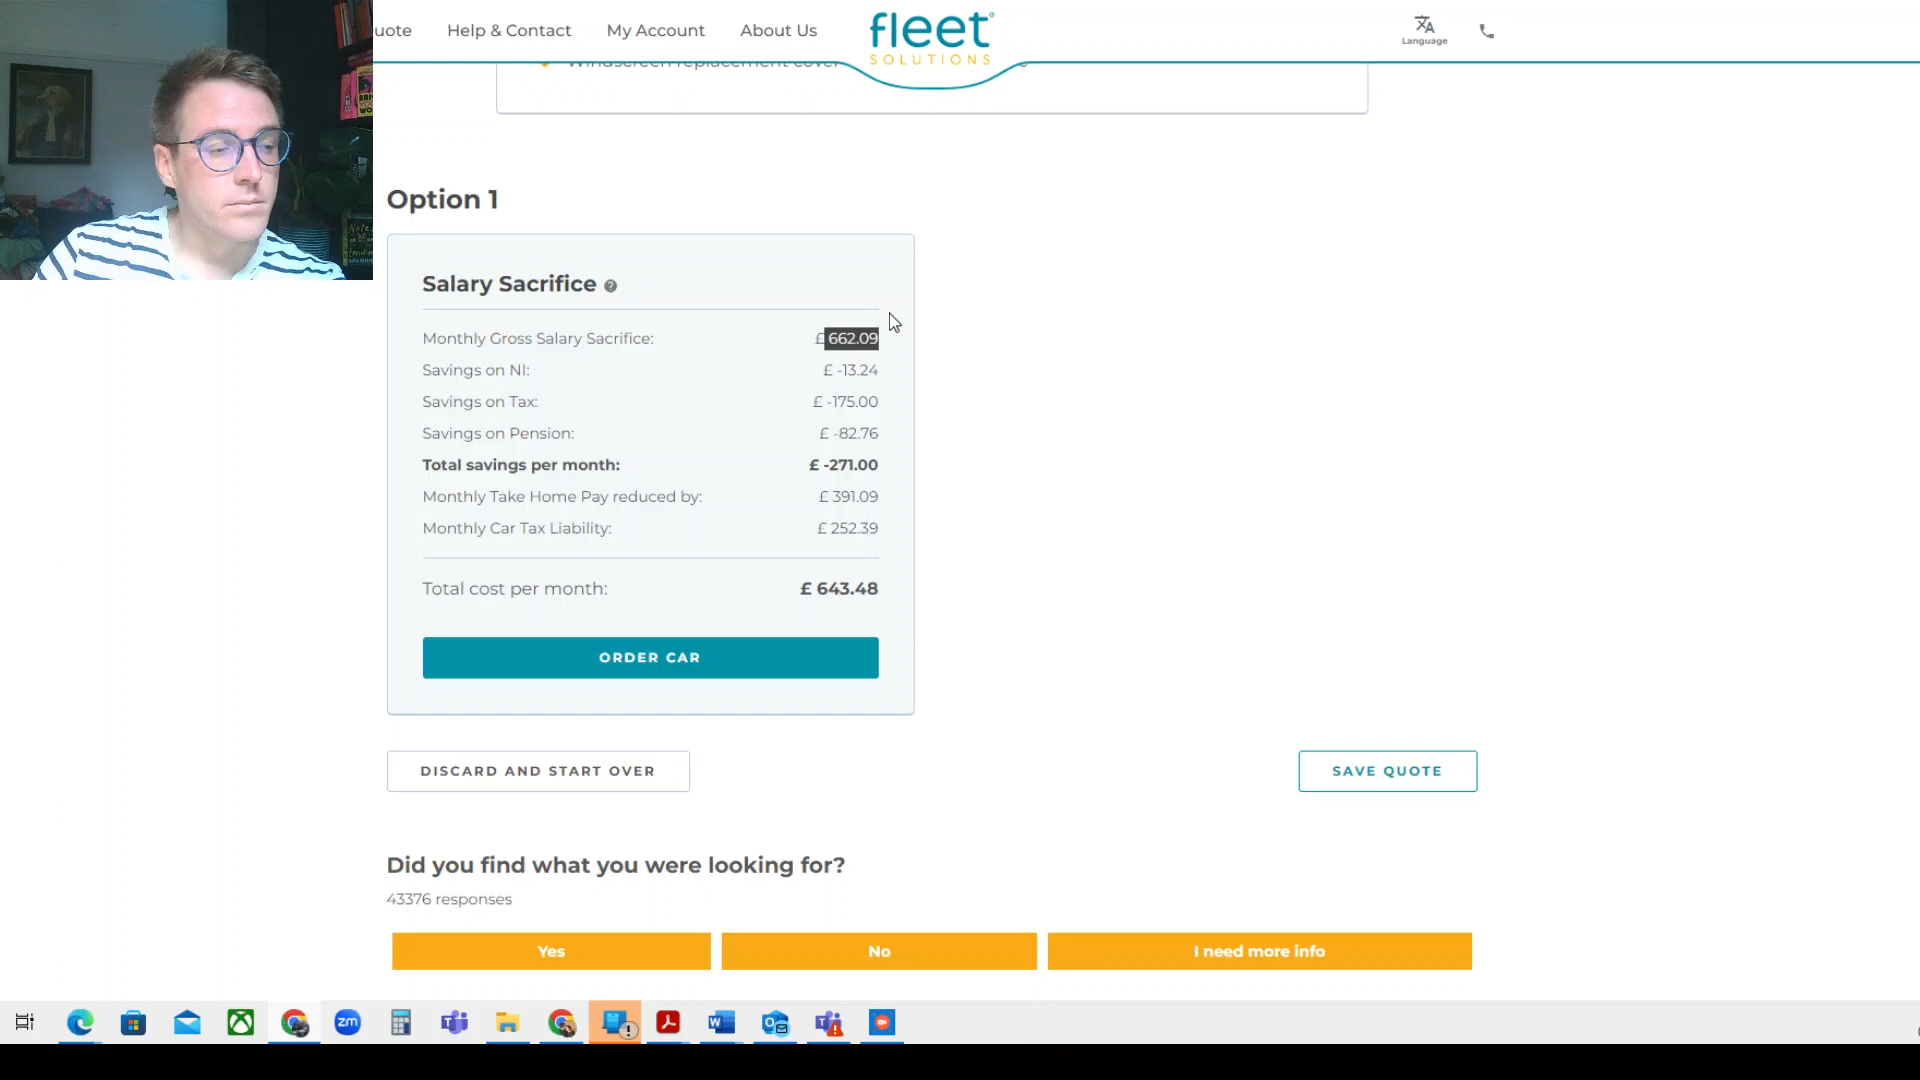 uote
Help & Contact
My Account
About Us
fleet
SOLUTIONS
Language
Windscreen replacement cover
Option 1
Salary Sacrifice ?
Monthly Gross Salary Sacrifice: £ 662.09
Savings on NI: £ -13.24
Savings on Tax: £ -175.00
Savings on Pension: £ -82.76
Total savings per month: £ -271.00
Monthly Take Home Pay reduced by: £ 391.09
Monthly Car Tax Liability: £ 252.39
Total cost per month: £ 643.48
ORDER CAR
DISCARD AND START OVER
SAVE QUOTE
Did you find what you were looking for?
43376 responses
Yes
No
I need more info
zm